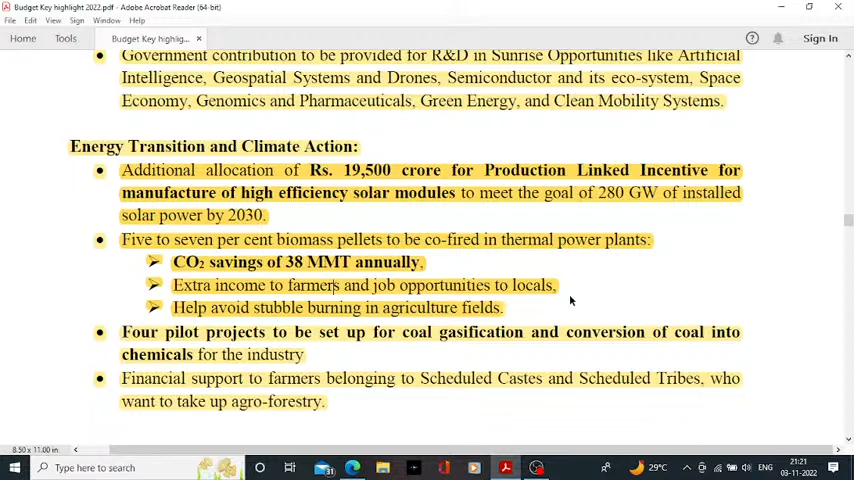 Budget Key highlight 2022.pdf - Adobe Acrobat Reader (64-bit)
File Edit View Sign Window Help
Home Tools Budget Key highlig... × Sign In
Government contribution to be provided for R&D in Sunrise Opportunities like Artificial
Intelligence, Geospatial Systems and Drones, Semiconductor and its eco-system, Space
Economy, Genomics and Pharmaceuticals, Green Energy, and Clean Mobility Systems.
Energy Transition and Climate Action:
• Additional allocation of Rs. 19,500 crore for Production Linked Incentive for
manufacture of high efficiency solar modules to meet the goal of 280 GW of installed
solar power by 2030.
• Five to seven per cent biomass pellets to be co-fired in thermal power plants:
➢ CO₂ savings of 38 MMT annually,
➢ Extra income to farmers and job opportunities to locals,
➢ Help avoid stubble burning in agriculture fields.
• Four pilot projects to be set up for coal gasification and conversion of coal into
chemicals for the industry
• Financial support to farmers belonging to Scheduled Castes and Scheduled Tribes, who
want to take up agro-forestry.
8.50 x 11.00 in
Type here to search 31 29°C ENG 21:21
03-11-2022